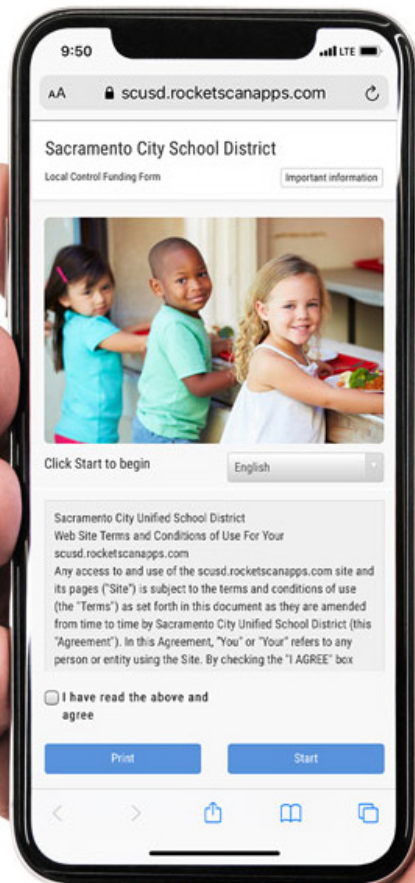 9:50
LTE
AA scusd.rocketscanapps.com
Sacramento City School District
Local Control Funding Form
Important information
Click Start to begin
English
Sacramento City Unified School District
Web Site Terms and Conditions of Use For Your
scusd.rocketscanapps.com
Any access to and use of the scusd.rocketscanapps.com site and
its pages ("Site") is subject to the terms and conditions of use
(the "Terms") as set forth in this document as they are amended
from time to time by Sacramento City Unified School District (this
"Agreement"). In this Agreement, "You" or "Your" refers to any
person or entity using the Site. By checking the "I AGREE" box
I have read the above and
agree
Print
Start